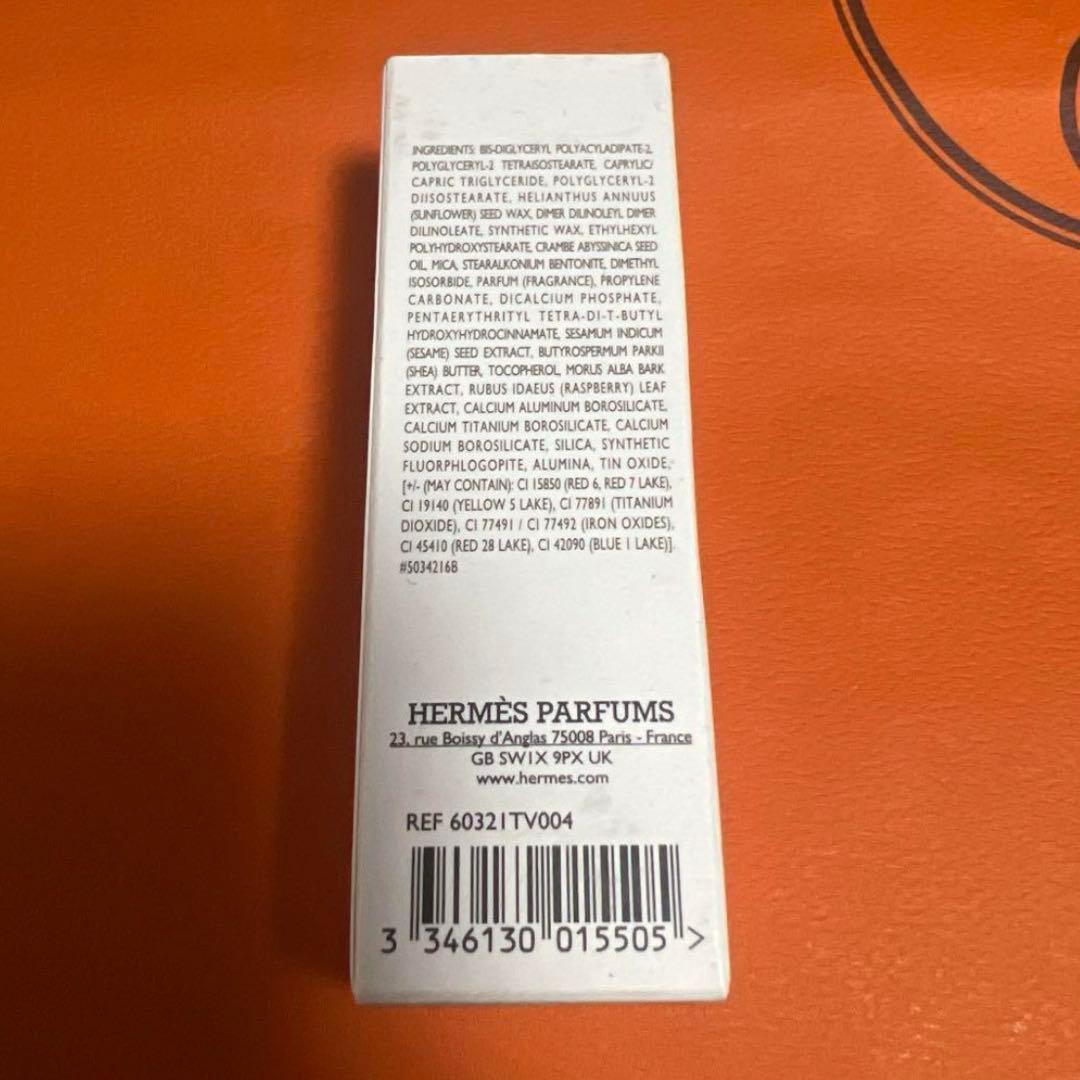 INGREDIENTS: BIS-DIGLYCERYL POLYACYLADIPATE-2,
POLYGLYCERYL-2 TETRAISOSTEARATE, CAPRYLIC/
CAPRIC TRIGLYCERIDE, POLYGLYCERYL-2
DIISOSTEARATE, HELIANTHUS ANNUUS
(SUNFLOWER) SEED WAX, DIMER DILINOLEYL DIMER
DILINOLEATE, SYNTHETIC WAX, ETHYLHEXYL
POLYHYDROXYSTEARATE, CRAMBE ABYSSINICA SEED
OIL, MICA, STEARALKONIUM BENTONITE, DIMETHYL
ISOSORBIDE, PARFUM (FRAGRANCE), PROPYLENE
CARBONATE, DICALCIUM PHOSPHATE,
PENTAERYTHRITYL TETRA-DI-T-BUTYL
HYDROXYHYDROCINNAMATE, SESAMUM INDICUM
(SESAME) SEED EXTRACT, BUTYROSPERMUM PARKII
(SHEA) BUTTER, TOCOPHEROL, MORUS ALBA BARK
EXTRACT, RUBUS IDAEUS (RASPBERRY) LEAF
EXTRACT, CALCIUM ALUMINUM BOROSILICATE,
CALCIUM TITANIUM BOROSILICATE, CALCIUM
SODIUM BOROSILICATE, SILICA, SYNTHETIC
FLUORPHLOGOPITE, ALUMINA, TIN OXIDE,
[+/- (MAY CONTAIN): CI 15850 (RED 6, RED 7 LAKE),
CI 19140 (YELLOW 5 LAKE), CI 77891 (TITANIUM
DIOXIDE), CI 77491 / CI 77492 (IRON OXIDES),
CI 45410 (RED 28 LAKE), CI 42090 (BLUE 1 LAKE)].
#5034216B
HERMÈS PARFUMS
23, rue Boissy d'Anglas 75008 Paris - France
GB SW1X 9PX UK
www.hermes.com
REF 60321TV004
3 346130 015505 >